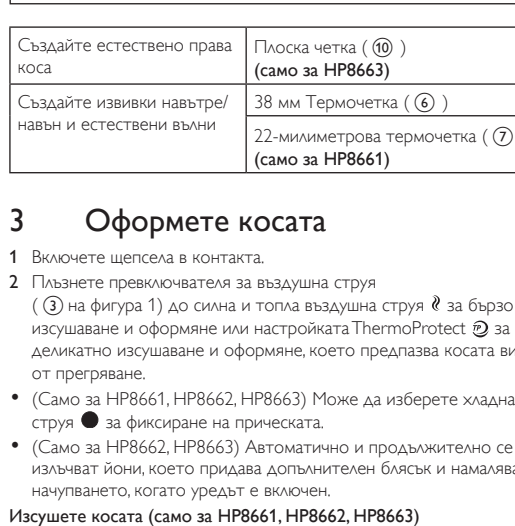 Създайте естествено права Плоска четка ( ⑩ )
коса (само за HP8663)
Създайте извивки навътре/ 38 мм Термочетка ( ⑥ )
навън и естествени вълни
22-милиметрова термочетка ( ⑦
(само за HP8661)
3 Оформете косата
1 Включете щепсела в контакта.
2 Плъзнете превключвателя за въздушна струя
( ③ на фигура 1) до силна и топла въздушна струя за бързо
изсушаване и оформяне или настройката ThermoProtect за
деликатно изсушаване и оформяне, което предпазва косата ви
от прегряване.
• (Само за HP8661, HP8662, HP8663) Може да изберете хладна
струя ● за фиксиране на прическата.
• (Само за HP8662, HP8663) Автоматично и продължително се
излъчват йони, което придава допълнителен блясък и намалява
начупването, когато уредът е включен.
Изсушете косата (само за HP8661, HP8662, HP8663)